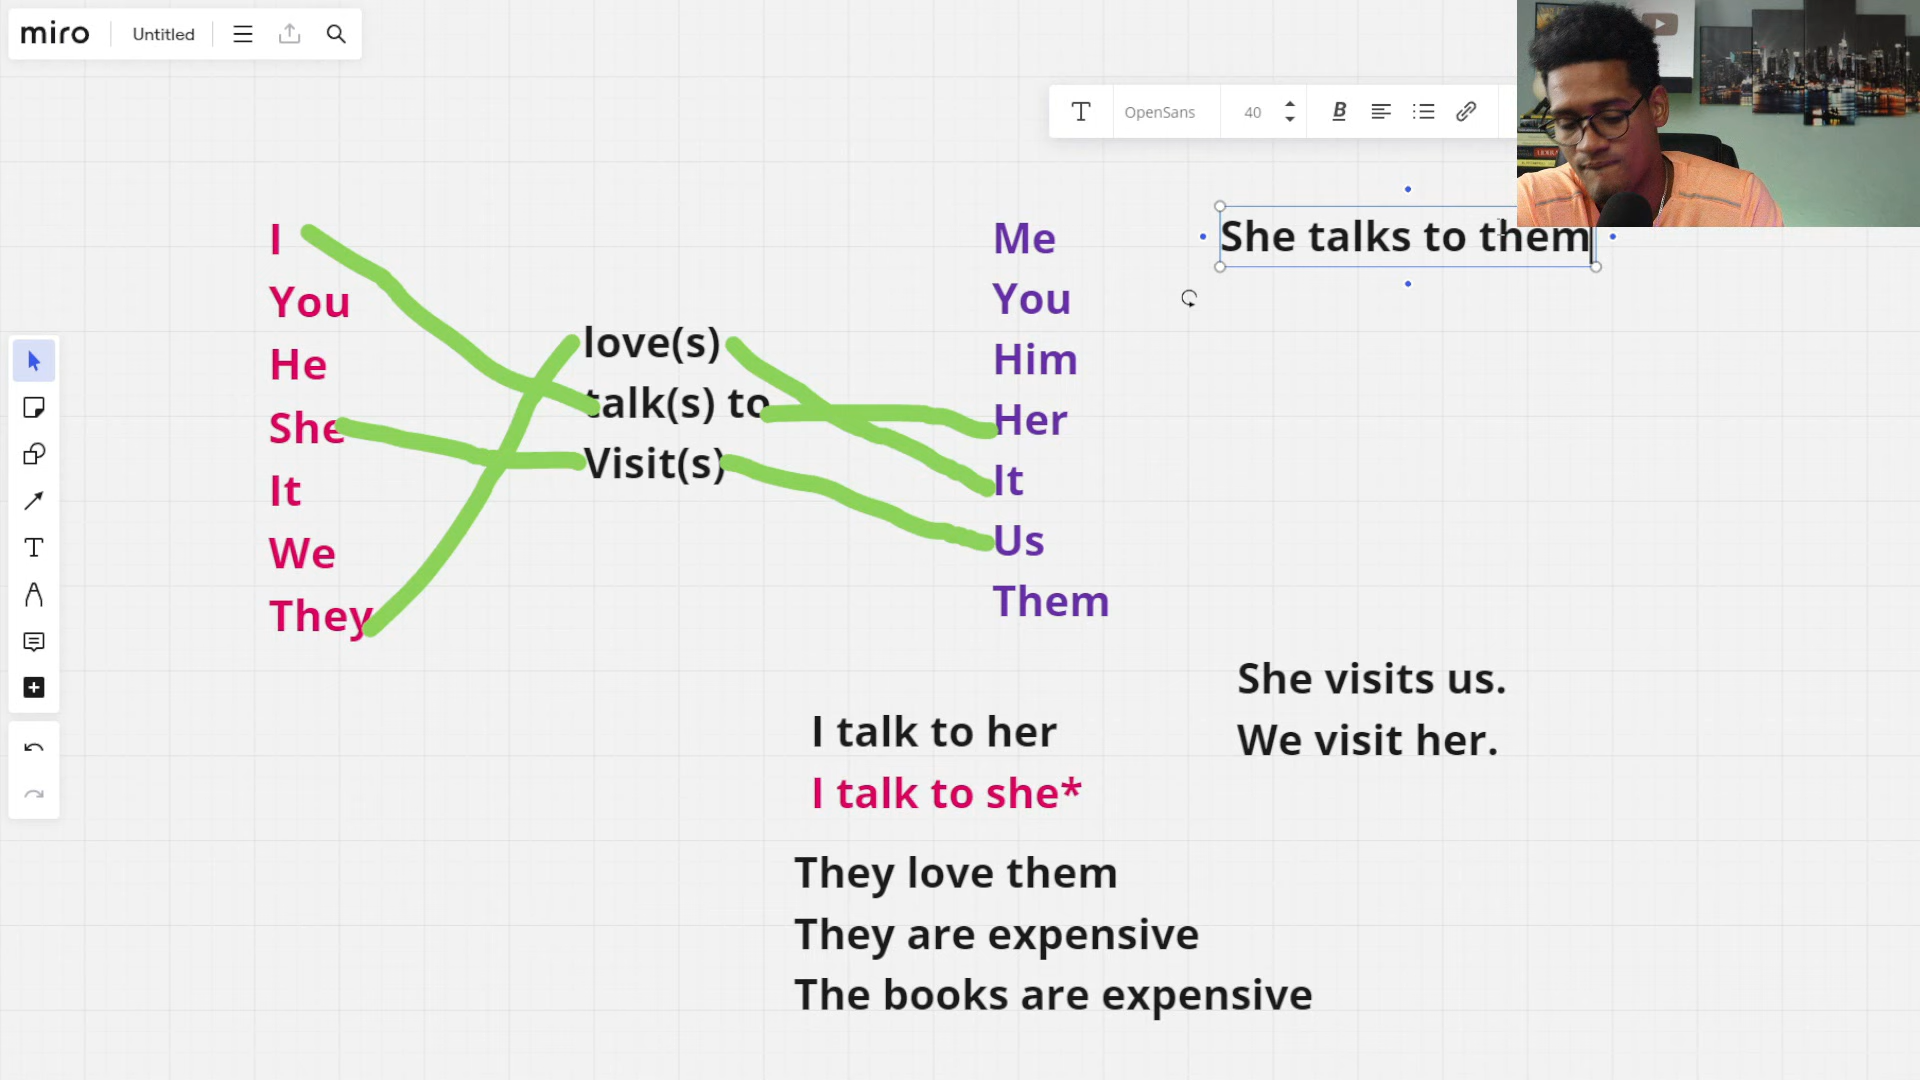 miro
Untitled
OpenSans
40
B
She talks to them
I
You
He
She
It
We
They
love(s)
talk(s) to
Visit(s)
Me
You
Him
Her
It
Us
Them
She visits us.
We visit her.
I talk to her
I talk to she*
They love them
They are expensive
The books are expensive